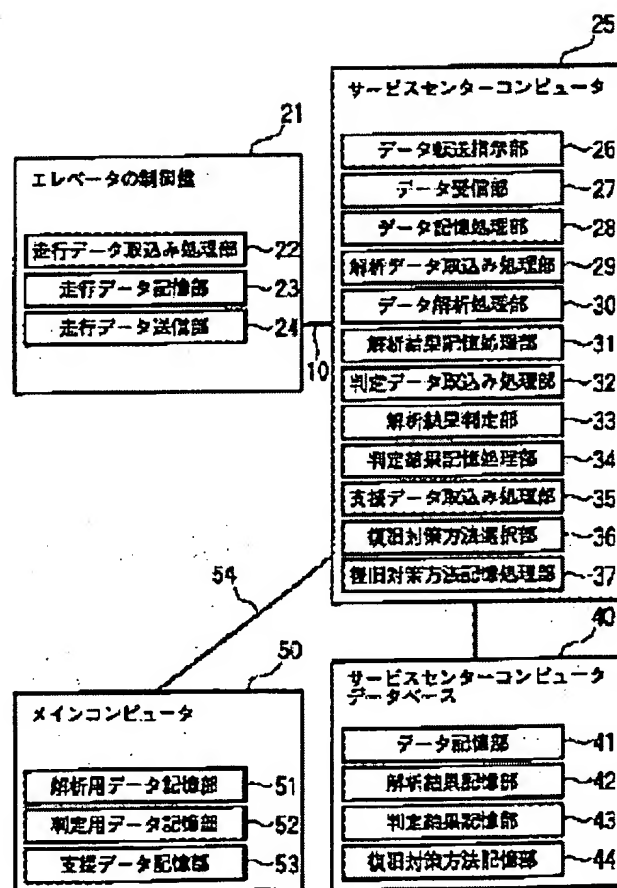 25
サービスセンターコンピュータ
データ転送指示部 26
データ受信部 27
データ記憶処理部 28
解析データ取込み処理部 29
データ解析処理部 30
解析結果記憶処理部 31
判定データ取込み処理部 32
解析結果判定部 33
判定結果記憶処理部 34
支援データ取込み処理部 35
復旧対策方法選択部 36
復旧対策方法記憶処理部 37
21
エレベータの制御盤
走行データ取込み処理部 22
走行データ記憶部 23
走行データ送信部 24
10
54
50
メインコンピュータ
解析用データ記憶部 51
判定用データ記憶部 52
支援データ記憶部 53
40
サービスセンターコンピュータ
データベース
データ記憶部 41
解析結果記憶部 42
判定結果記憶部 43
復旧対策方法記憶部 44